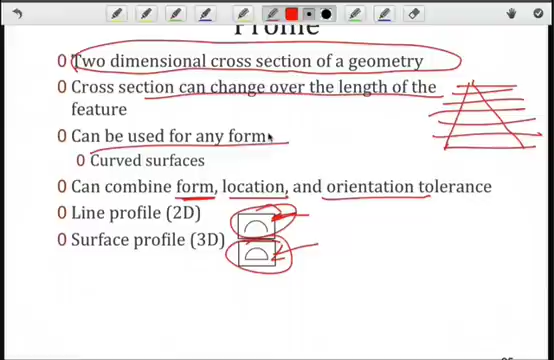 Profile
Two dimensional cross section of a geometry
Cross section can change over the length of the
feature
Can be used for any form
Curved surfaces
Can combine form, location, and orientation tolerance
Line profile (2D)
Surface profile (3D)